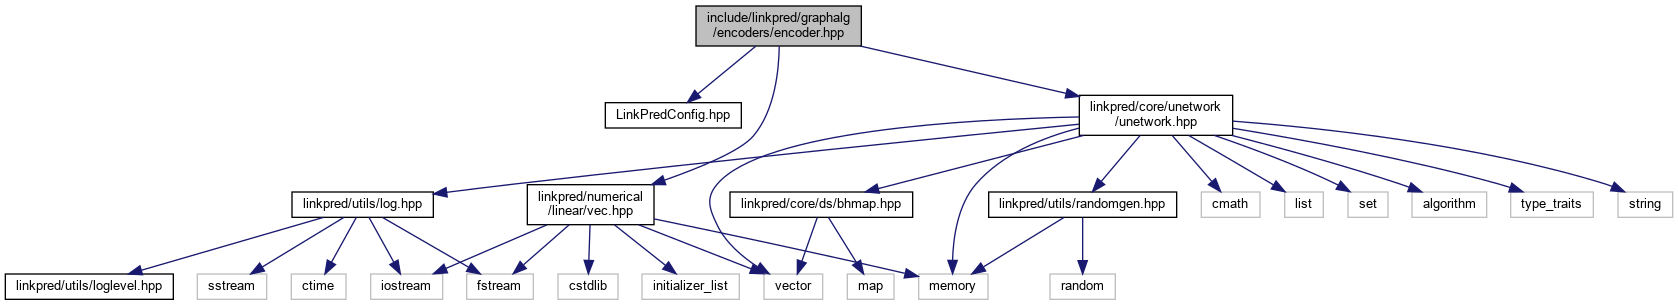 include/linkpred/graphalg
/encoders/encoder.hpp
LinkPredConfig.hpp
linkpred/core/unetwork
/unetwork.hpp
linkpred/utils/log.hpp
linkpred/numerical
/linear/vec.hpp
linkpred/core/ds/bhmap.hpp
linkpred/utils/randomgen.hpp
cmath
list
set
algorithm
type_traits
string
linkpred/utils/loglevel.hpp
sstream
ctime
iostream
fstream
cstdlib
initializer_list
vector
map
memory
random